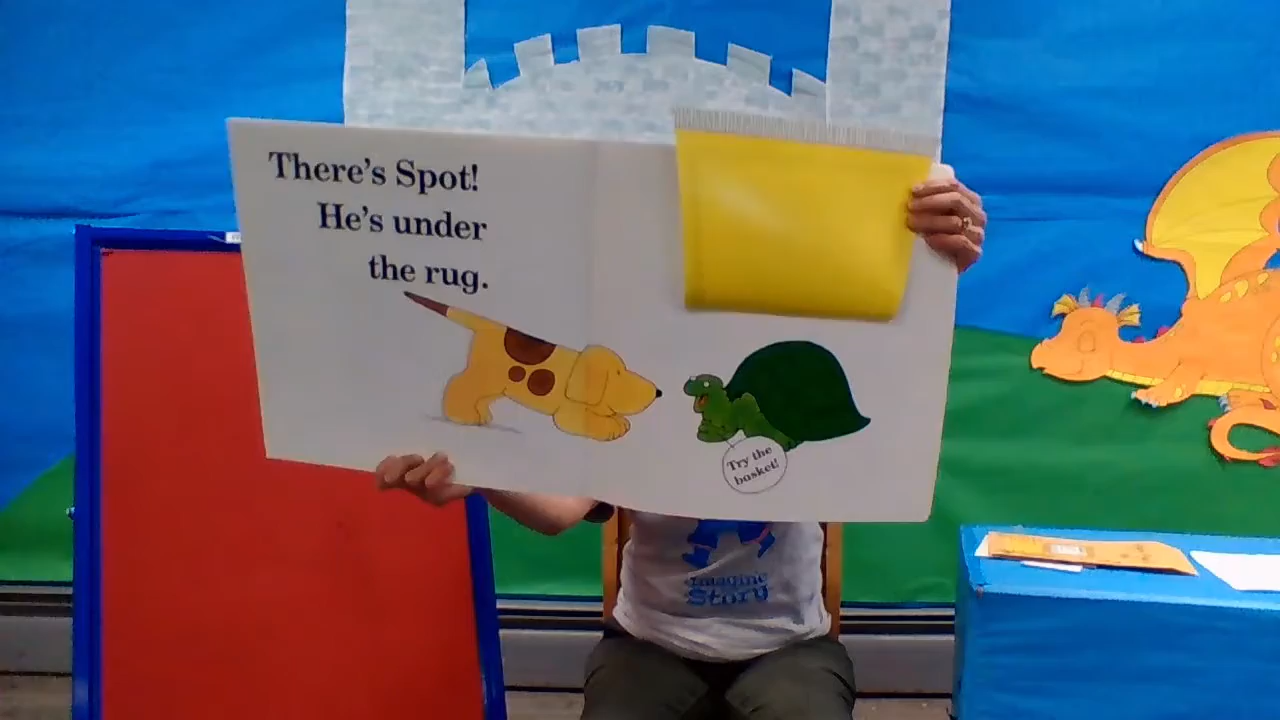 There's Spot!
He's under
the rug.
Try the
basket!
Imagine
Story